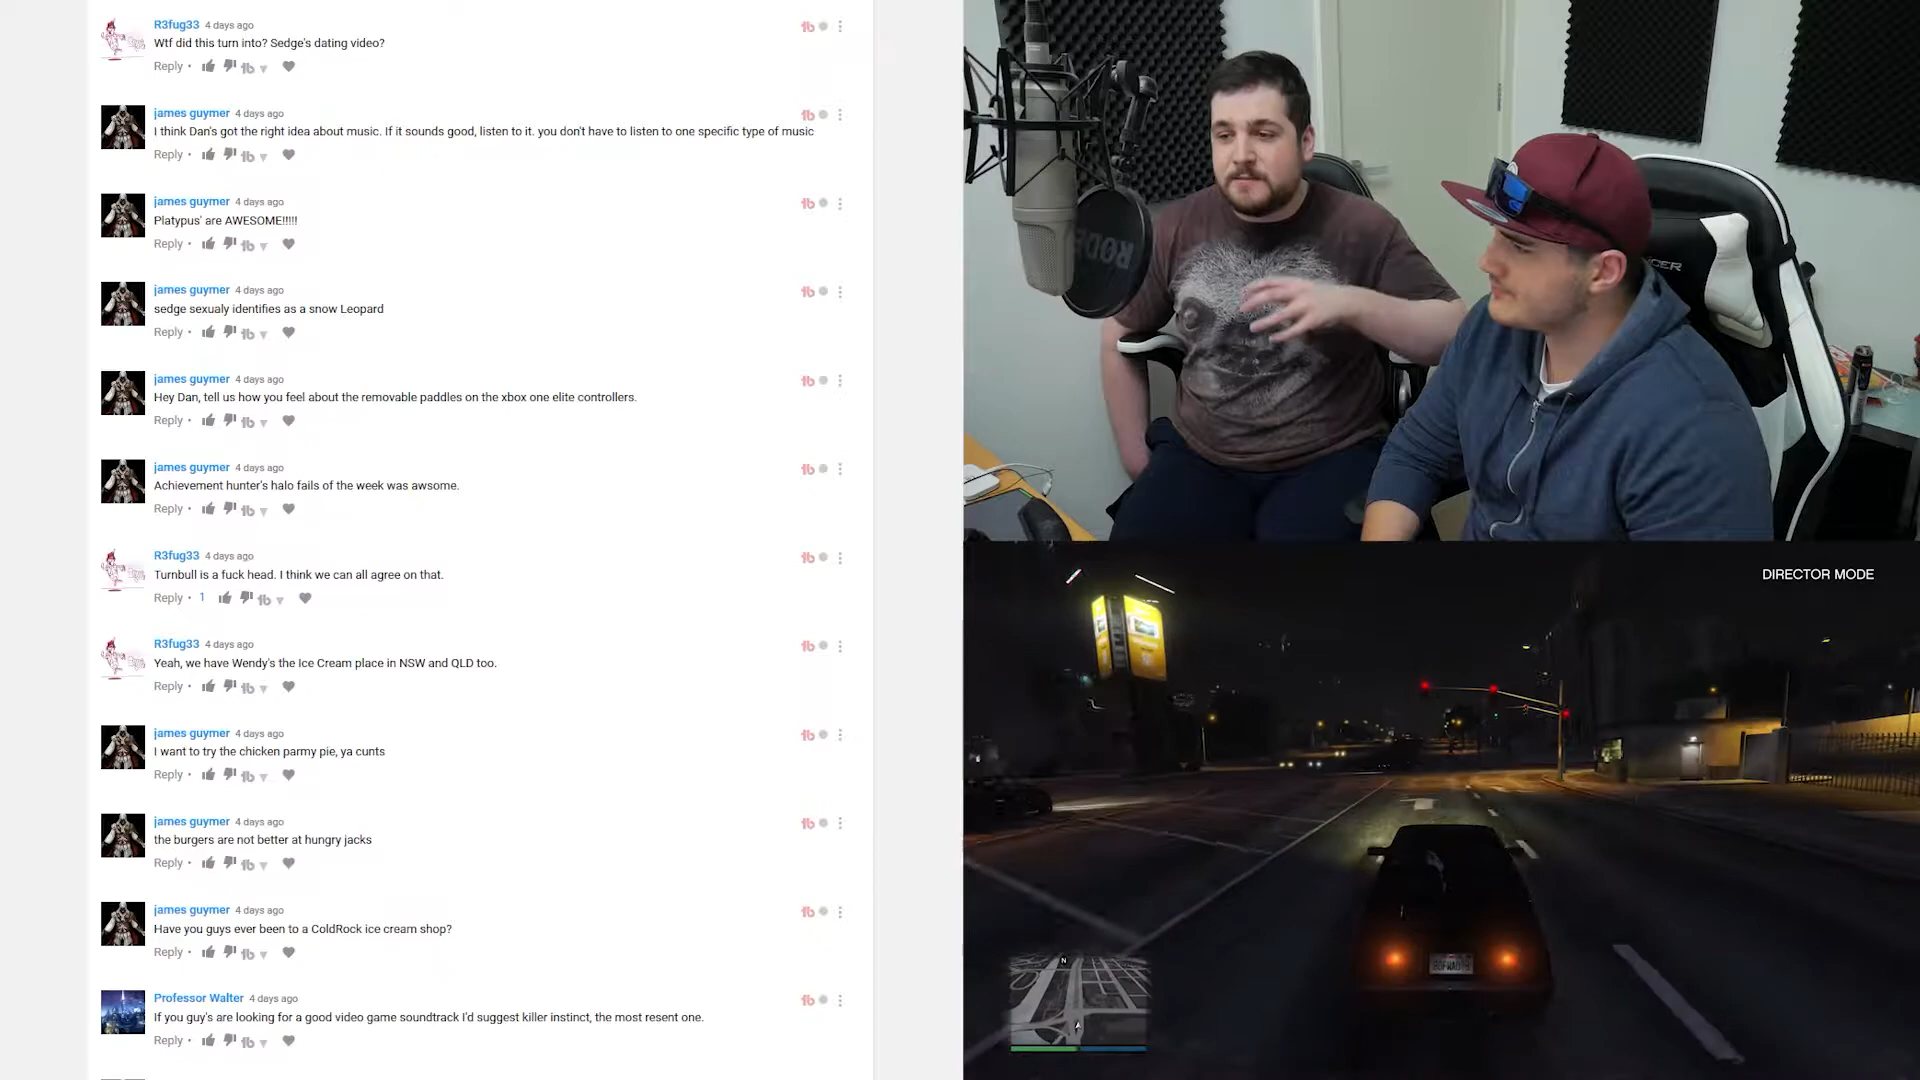 R3fug33 4 days ago
Wtf did this turn into? Sedge's dating video?
Reply •
james guymer 4 days ago
I think Dan's got the right idea about music. If it sounds good, listen to it. you don't have to listen to one specific type of music
Reply •
james guymer 4 days ago
Platypus' are AWESOME!!!!!
Reply •
james guymer 4 days ago
sedge sexualy identifies as a snow Leopard
Reply •
james guymer 4 days ago
Hey Dan, tell us how you feel about the removable paddles on the xbox one elite controllers.
Reply •
james guymer 4 days ago
Achievement hunter's halo fails of the week was awsome.
Reply •
R3fug33 4 days ago
Turnbull is a fuck head. I think we can all agree on that.
Reply • 1
R3fug33 4 days ago
Yeah, we have Wendy's the Ice Cream place in NSW and QLD too.
Reply •
james guymer 4 days ago
I want to try the chicken parmy pie, ya cunts
Reply •
james guymer 4 days ago
the burgers are not better at hungry jacks
Reply •
james guymer 4 days ago
Have you guys ever been to a ColdRock ice cream shop?
Reply •
Professor Walter 4 days ago
If you guy's are looking for a good video game soundtrack I'd suggest killer instinct, the most resent one.
Reply •
RODE
DIRECTOR MODE
N